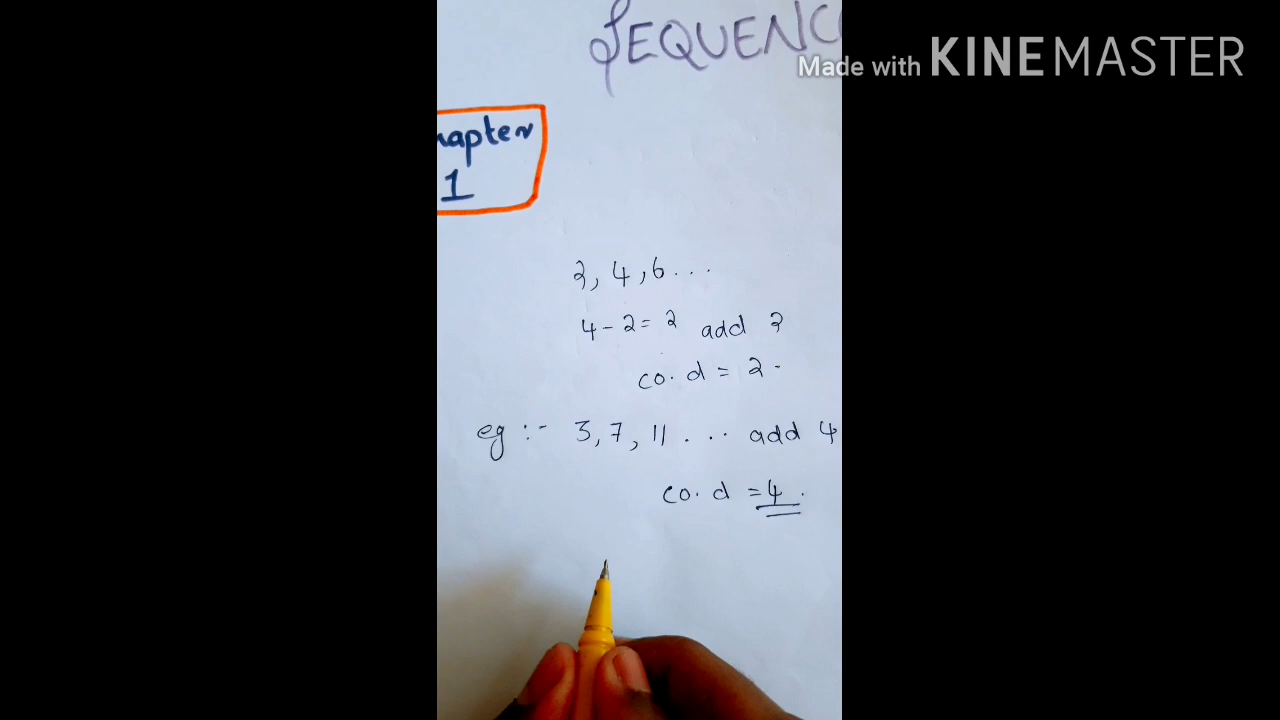 SEQUENC
Made with KINEMASTER
hapter
1
2, 4, 6 ...
4 - 2 = 2 add 2
co. d = 2.
eg :- 3, 7, 11 ... add 4
co. d = 4.